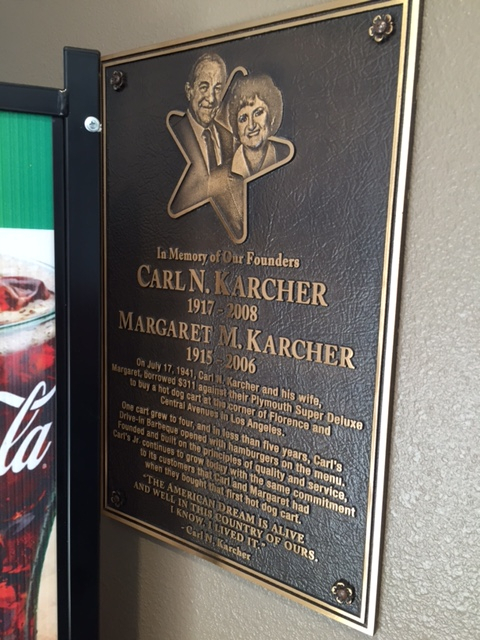 In Memory of Our Founders
CARL N. KARCHER
1917 - 2008
MARGARET M. KARCHER
1915 - 2006
On July 17, 1941, Carl N. Karcher and his wife,
Margaret, borrowed $311 against their Plymouth Super Deluxe
to buy a hot dog cart at the corner of Florence and
Central Avenues in Los Angeles.
One cart grew to four, and in less than five years, Carl's
Drive-in Barbeque opened with hamburgers on the menu.
Founded and built on the principles of quality and service,
Carl's Jr. continues to grow today with the same commitment
to its customers that Carl and Margaret had
when they bought that first hot dog cart.
"THE AMERICAN DREAM IS ALIVE
AND WELL IN THIS COUNTRY OF OURS.
I KNOW. I LIVED IT."
- Carl N. Karcher
la